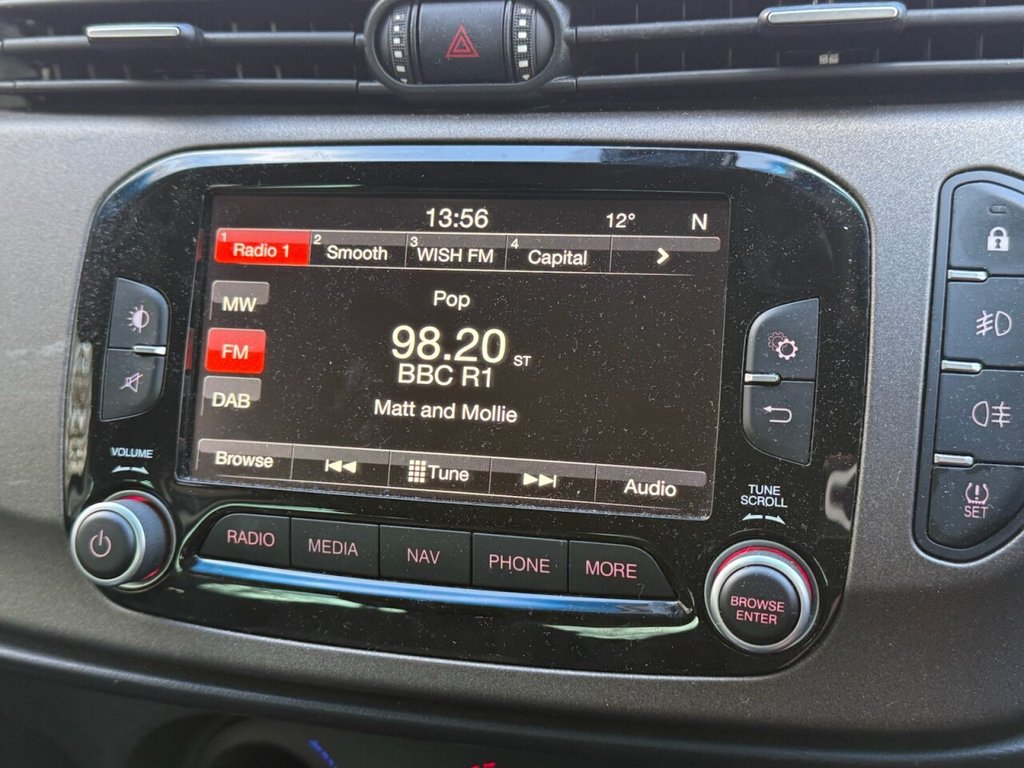 13:56 12° N
1 Radio 1 2 Smooth 3 WISH FM 4 Capital >
MW
Pop
FM
98.20 ST
BBC R1
DAB
Matt and Mollie
Browse Tune Audio
VOLUME
TUNE
SCROLL
RADIO MEDIA NAV PHONE MORE
BROWSE
ENTER
SET